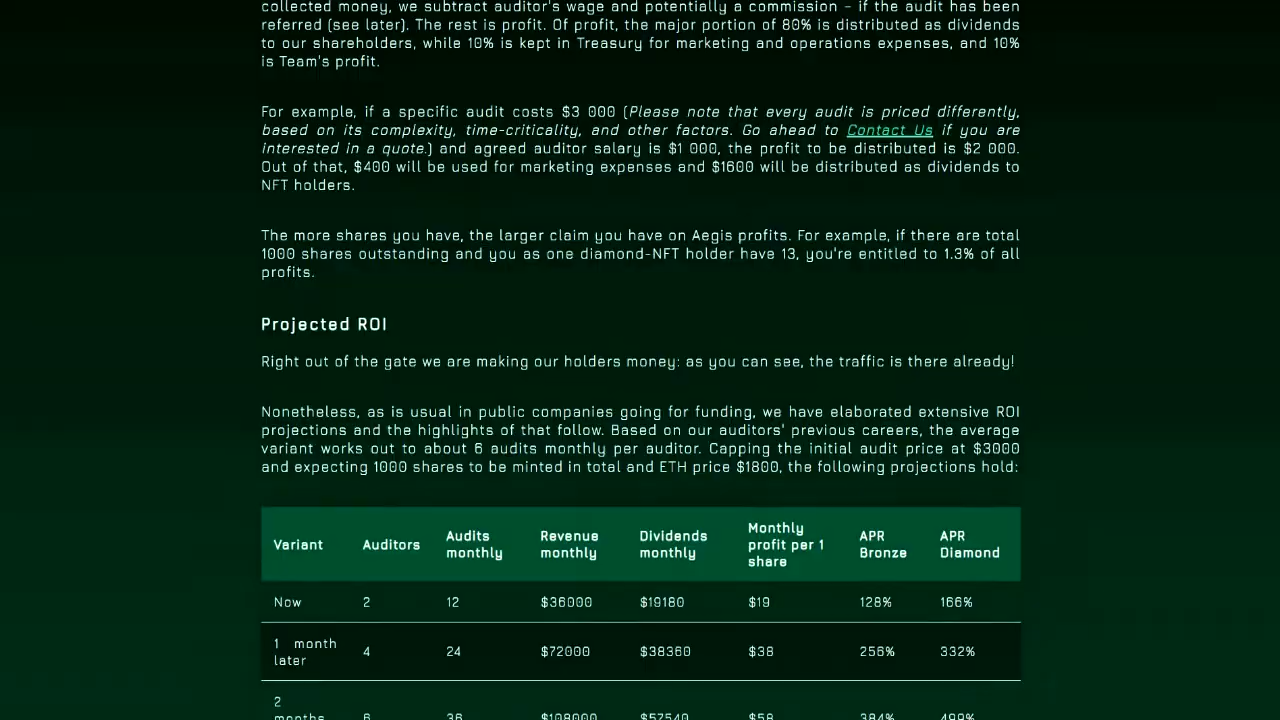 collected money, we subtract auditor's wage and potentially a commission – if the audit has been
referred (see later). The rest is profit. Of profit, the major portion of 80% is distributed as dividends
to our shareholders, while 10% is kept in Treasury for marketing and operations expenses, and 10%
is Team's profit.
For example, if a specific audit costs $3 000 (Please note that every audit is priced differently,
based on its complexity, time-criticality, and other factors. Go ahead to Contact Us if you are
interested in a quote.) and agreed auditor salary is $1 000, the profit to be distributed is $2 000.
Out of that, $400 will be used for marketing expenses and $1600 will be distributed as dividends to
NFT holders.
The more shares you have, the larger claim you have on Aegis profits. For example, if there are total
1000 shares outstanding and you as one diamond-NFT holder have 13, you're entitled to 1.3% of all
profits.
Projected ROI
Right out of the gate we are making our holders money: as you can see, the traffic is there already!
Nonetheless, as is usual in public companies going for funding, we have elaborated extensive ROI
projections and the highlights of that follow. Based on our auditors' previous careers, the average
variant works out to about 6 audits monthly per auditor. Capping the initial audit price at $3000
and expecting 1000 shares to be minted in total and ETH price $1800, the following projections hold:
Variant Auditors Audits monthly Revenue monthly Dividends monthly Monthly profit per 1 share APR Bronze APR Diamond
Now 2 12 $36000 $19180 $19 128% 166%
1 month later 4 24 $72000 $38360 $38 256% 332%
2 months 6 36 $108000 $57540 $58 384% 499%